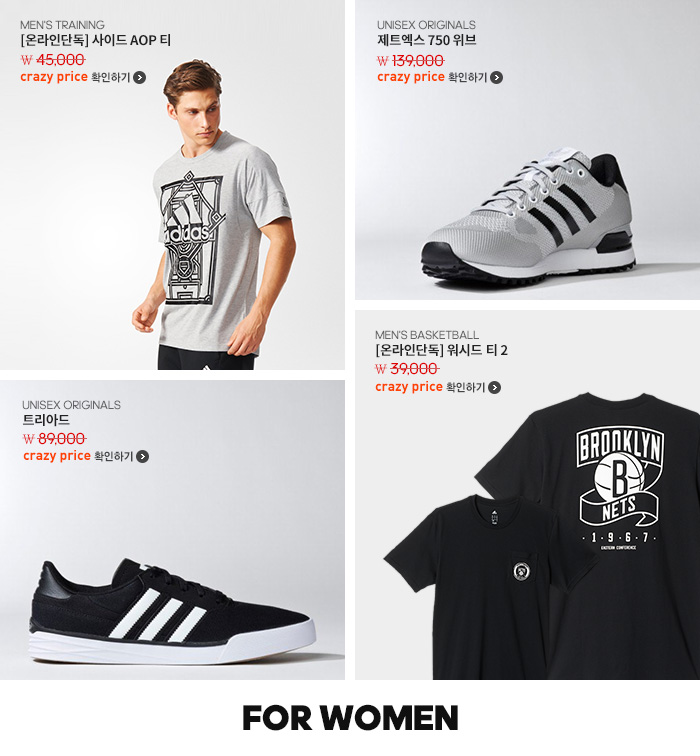 MEN'S TRAINING
[온라인단독] 사이드 AOP 티
₩ 45,000
crazy price 확인하기
adidas
UNISEX ORIGINALS
제트엑스 750 위브
₩ 139,000
crazy price 확인하기
UNISEX ORIGINALS
트리아드
₩ 89,000
crazy price 확인하기
MEN'S BASKETBALL
[온라인단독] 워시드 티 2
₩ 39,000
crazy price 확인하기
BROOKLYN
B
NETS
· 1 · 9 · 6 · 7 ·
EASTERN CONFERENCE
FOR WOMEN